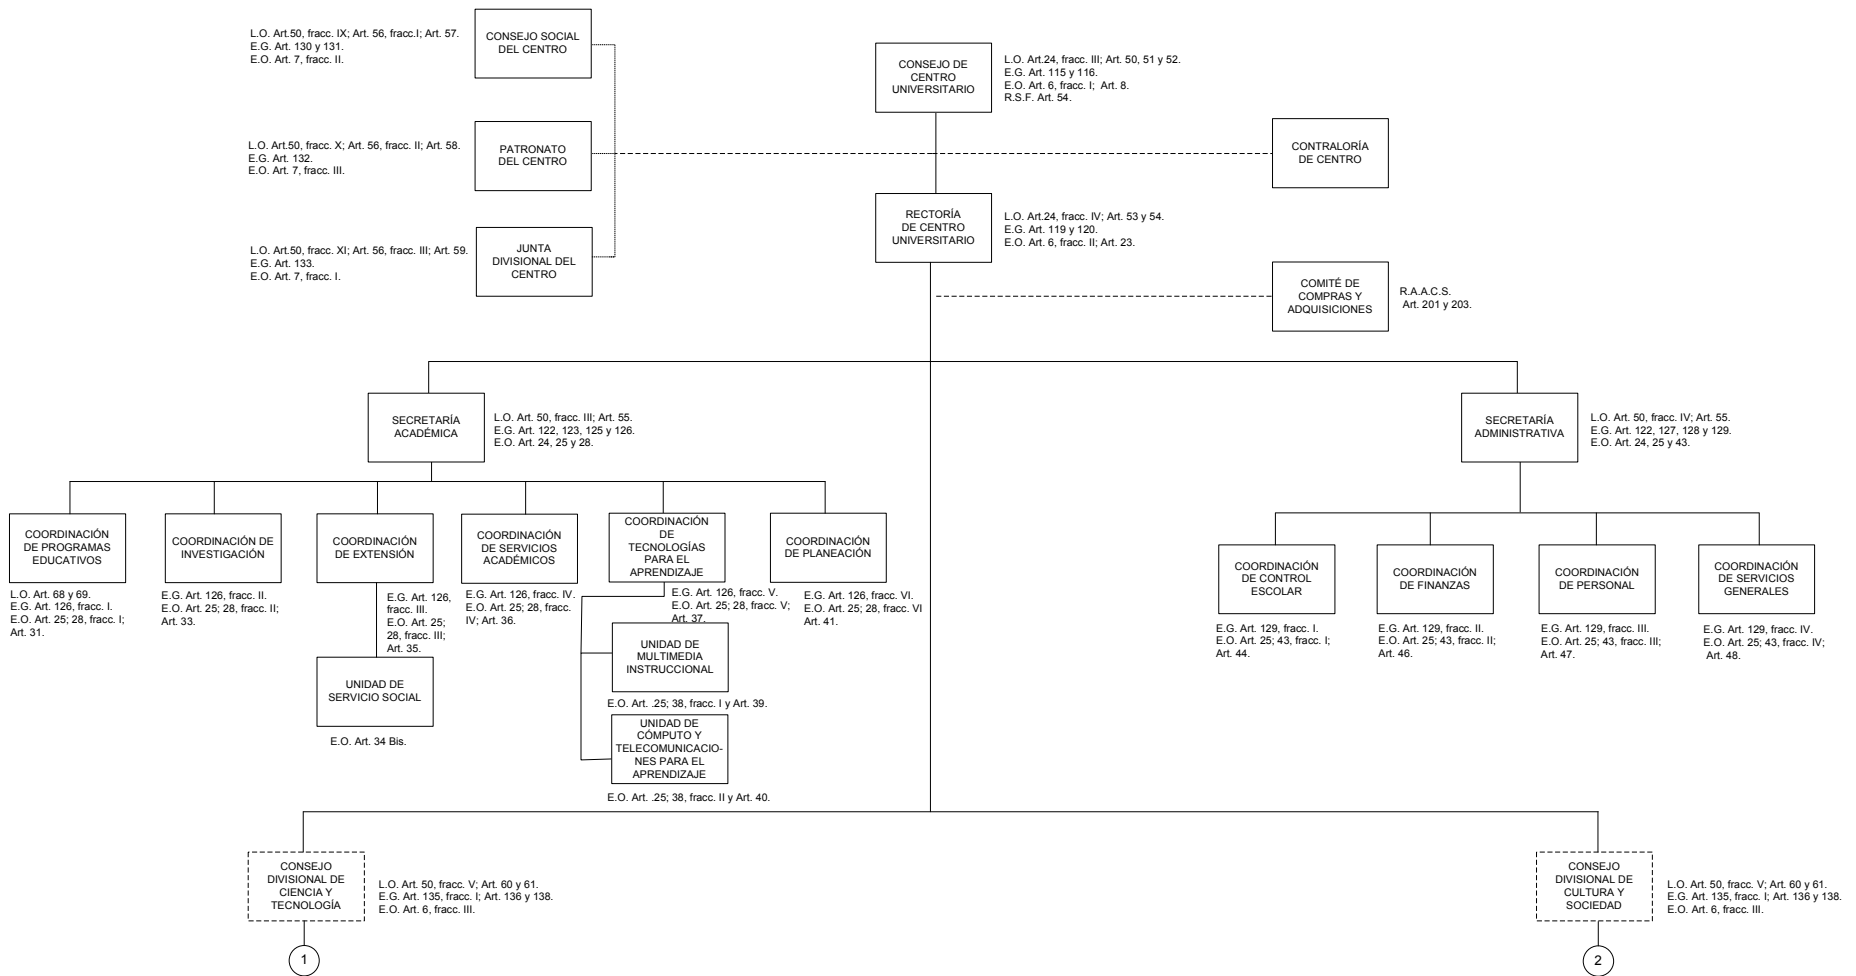 L.O. Art.50, fracc. IX; Art. 56, fracc.I; Art. 57.
E.G. Art. 130 y 131.
E.O. Art. 7, fracc. II.
CONSEJO SOCIAL
DEL CENTRO
CONSEJO DE
CENTRO
UNIVERSITARIO
L.O. Art.24, fracc. III; Art. 50, 51 y 52.
E.G. Art. 115 y 116.
E.O. Art. 6, fracc. I;  Art. 8.
R.S.F. Art. 54.
L.O. Art.50, fracc. X; Art. 56, fracc. II; Art. 58.
E.G. Art. 132.
E.O. Art. 7, fracc. III.
PATRONATO
DEL CENTRO
CONTRALORÍA
DE CENTRO
RECTORÍA
DE CENTRO
UNIVERSITARIO
L.O. Art.24, fracc. IV; Art. 53 y 54.
E.G. Art. 119 y 120.
E.O. Art. 6, fracc. II; Art. 23.
L.O. Art.50, fracc. XI; Art. 56, fracc. III; Art. 59.
E.G. Art. 133.
E.O. Art. 7, fracc. I.
JUNTA
DIVISIONAL DEL
CENTRO
COMITÉ DE
COMPRAS Y
ADQUISICIONES
R.A.A.C.S.
Art. 201 y 203.
SECRETARÍA
ACADÉMICA
L.O. Art. 50, fracc. III; Art. 55.
E.G. Art. 122, 123, 125 y 126.
E.O. Art. 24, 25 y 28.
SECRETARÍA
ADMINISTRATIVA
L.O. Art. 50, fracc. IV; Art. 55.
E.G. Art. 122, 127, 128 y 129.
E.O. Art. 24, 25 y 43.
COORDINACIÓN
DE PROGRAMAS
EDUCATIVOS
L.O. Art. 68 y 69.
E.G. Art. 126, fracc. I.
E.O. Art. 25; 28, fracc. I;
Art. 31.
COORDINACIÓN DE
INVESTIGACIÓN
E.G. Art. 126, fracc. II.
E.O. Art. 25; 28, fracc. II;
Art. 33.
COORDINACIÓN
DE EXTENSIÓN
E.G. Art. 126,
fracc. III.
E.O. Art. 25;
28, fracc. III;
Art. 35.
UNIDAD DE
SERVICIO SOCIAL
E.O. Art. 34 Bis.
COORDINACIÓN
DE SERVICIOS
ACADÉMICOS
E.G. Art. 126, fracc. IV.
E.O. Art. 25; 28, fracc.
IV; Art. 36.
COORDINACIÓN
DE
TECNOLOGÍAS
PARA EL
APRENDIZAJE
E.G. Art. 126, fracc. V.
E.O. Art. 25; 28, fracc. V;
Art. 37.
UNIDAD DE
MULTIMEDIA
INSTRUCCIONAL
E.O. Art. .25; 38, fracc. I y Art. 39.
UNIDAD DE
CÓMPUTO Y
TELECOMUNICACIO-
NES PARA EL
APRENDIZAJE
E.O. Art. .25; 38, fracc. II y Art. 40.
COORDINACIÓN
DE PLANEACIÓN
E.G. Art. 126, fracc. VI.
E.O. Art. 25; 28, fracc. VI
Art. 41.
COORDINACIÓN
DE CONTROL
ESCOLAR
E.G. Art. 129, fracc. I.
E.O. Art. 25; 43, fracc. I;
Art. 44.
COORDINACIÓN
DE FINANZAS
E.G. Art. 129, fracc. II.
E.O. Art. 25; 43, fracc. II;
Art. 46.
COORDINACIÓN
DE PERSONAL
E.G. Art. 129, fracc. III.
E.O. Art. 25; 43, fracc. III;
Art. 47.
COORDINACIÓN
DE SERVICIOS
GENERALES
E.G. Art. 129, fracc. IV.
E.O. Art. 25; 43, fracc. IV;
Art. 48.
CONSEJO
DIVISIONAL DE
CIENCIA Y
TECNOLOGÍA
L.O. Art. 50, fracc. V; Art. 60 y 61.
E.G. Art. 135, fracc. I; Art. 136 y 138.
E.O. Art. 6, fracc. III.
1
CONSEJO
DIVISIONAL DE
CULTURA Y
SOCIEDAD
L.O. Art. 50, fracc. V; Art. 60 y 61.
E.G. Art. 135, fracc. I; Art. 136 y 138.
E.O. Art. 6, fracc. III.
2